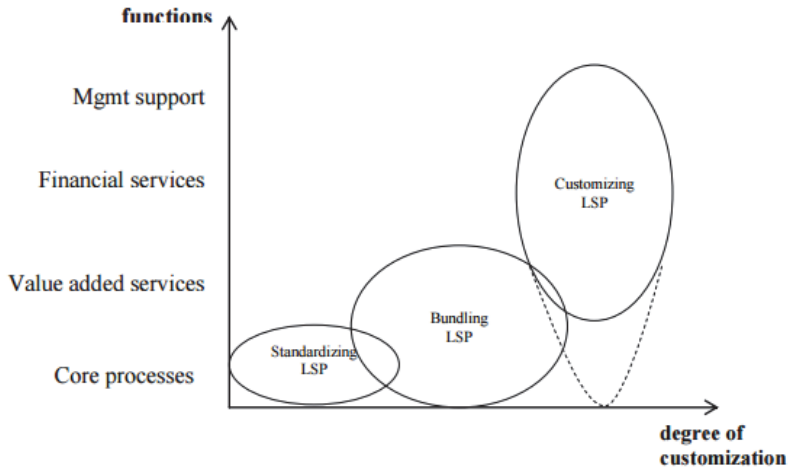 functions
Mgmt support
Financial services
Customizing
LSP
Value added services
Bundling
LSP
Standardizing
LSP
Core processes
degree of
customization